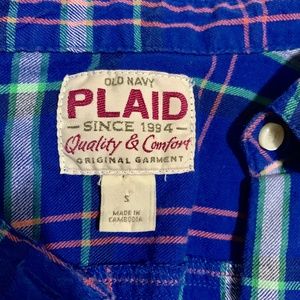 OLD NAVY
PLAID
- SINCE 1994 -
Quality & Comfort
ORIGINAL GARMENT
S
MADE IN
CAMBODIA